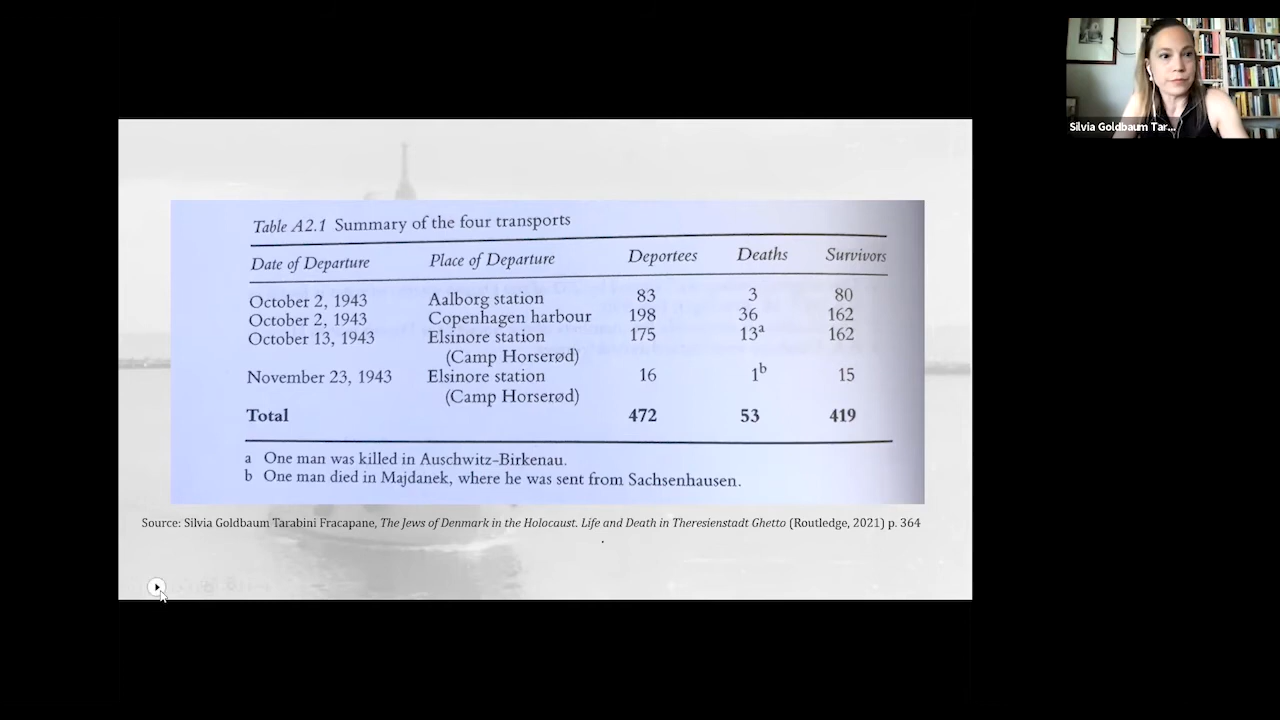 Silvia Goldbaum Tar...
Table A2.1 Summary of the four transports
Date of Departure Place of Departure Deportees Deaths Survivors
October 2, 1943 Aalborg station 83 3 80
October 2, 1943 Copenhagen harbour 198 36 162
October 13, 1943 Elsinore station 175 13a 162
(Camp Horserød)
November 23, 1943 Elsinore station 16 1b 15
(Camp Horserød)
Total 472 53 419
a One man was killed in Auschwitz-Birkenau.
b One man died in Majdanek, where he was sent from Sachsenhausen.
Source: Silvia Goldbaum Tarabini Fracapane, The Jews of Denmark in the Holocaust. Life and Death in Theresienstadt Ghetto (Routledge, 2021) p. 364
.